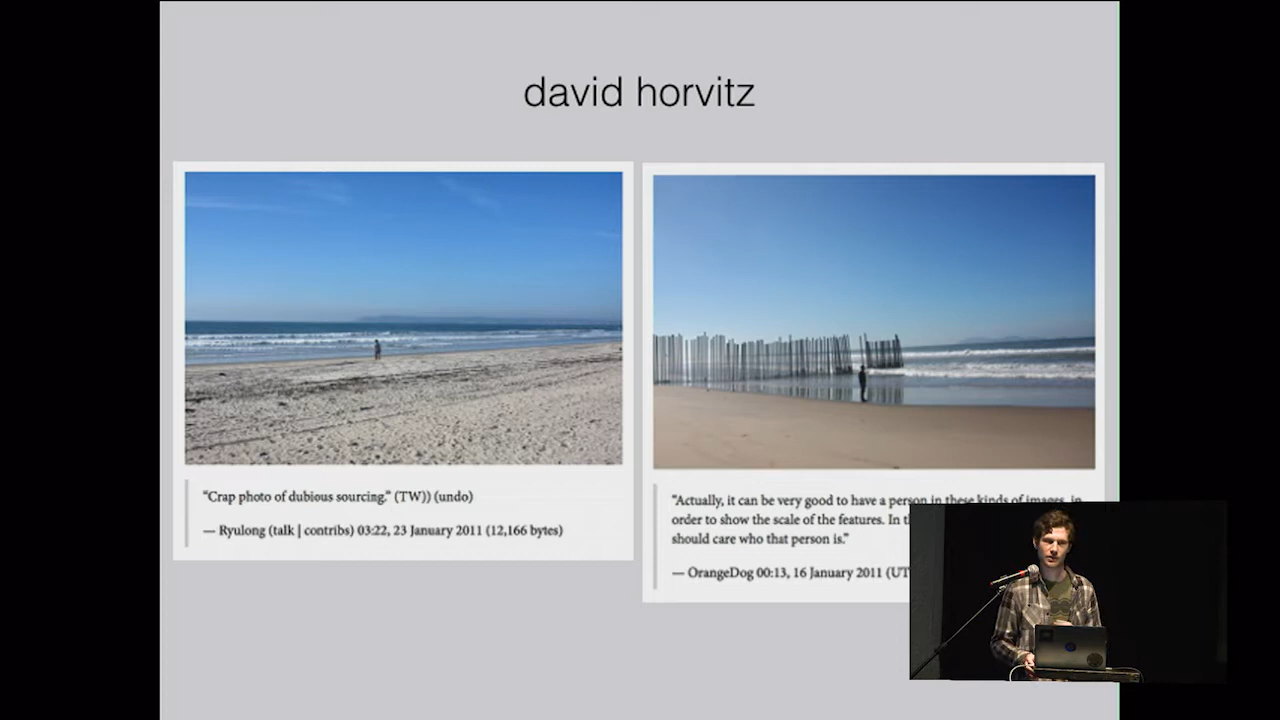 david horvitz
“Crap photo of dubious sourcing.” (TW)) (undo)
— Ryulong (talk | contribs) 03:22, 23 January 2011 (12,166 bytes)
“Actually, it can be very good to have a person in these kinds of images, in
order to show the scale of the features. In
should care who that person is.”
— OrangeDog 00:13, 16 January 2011